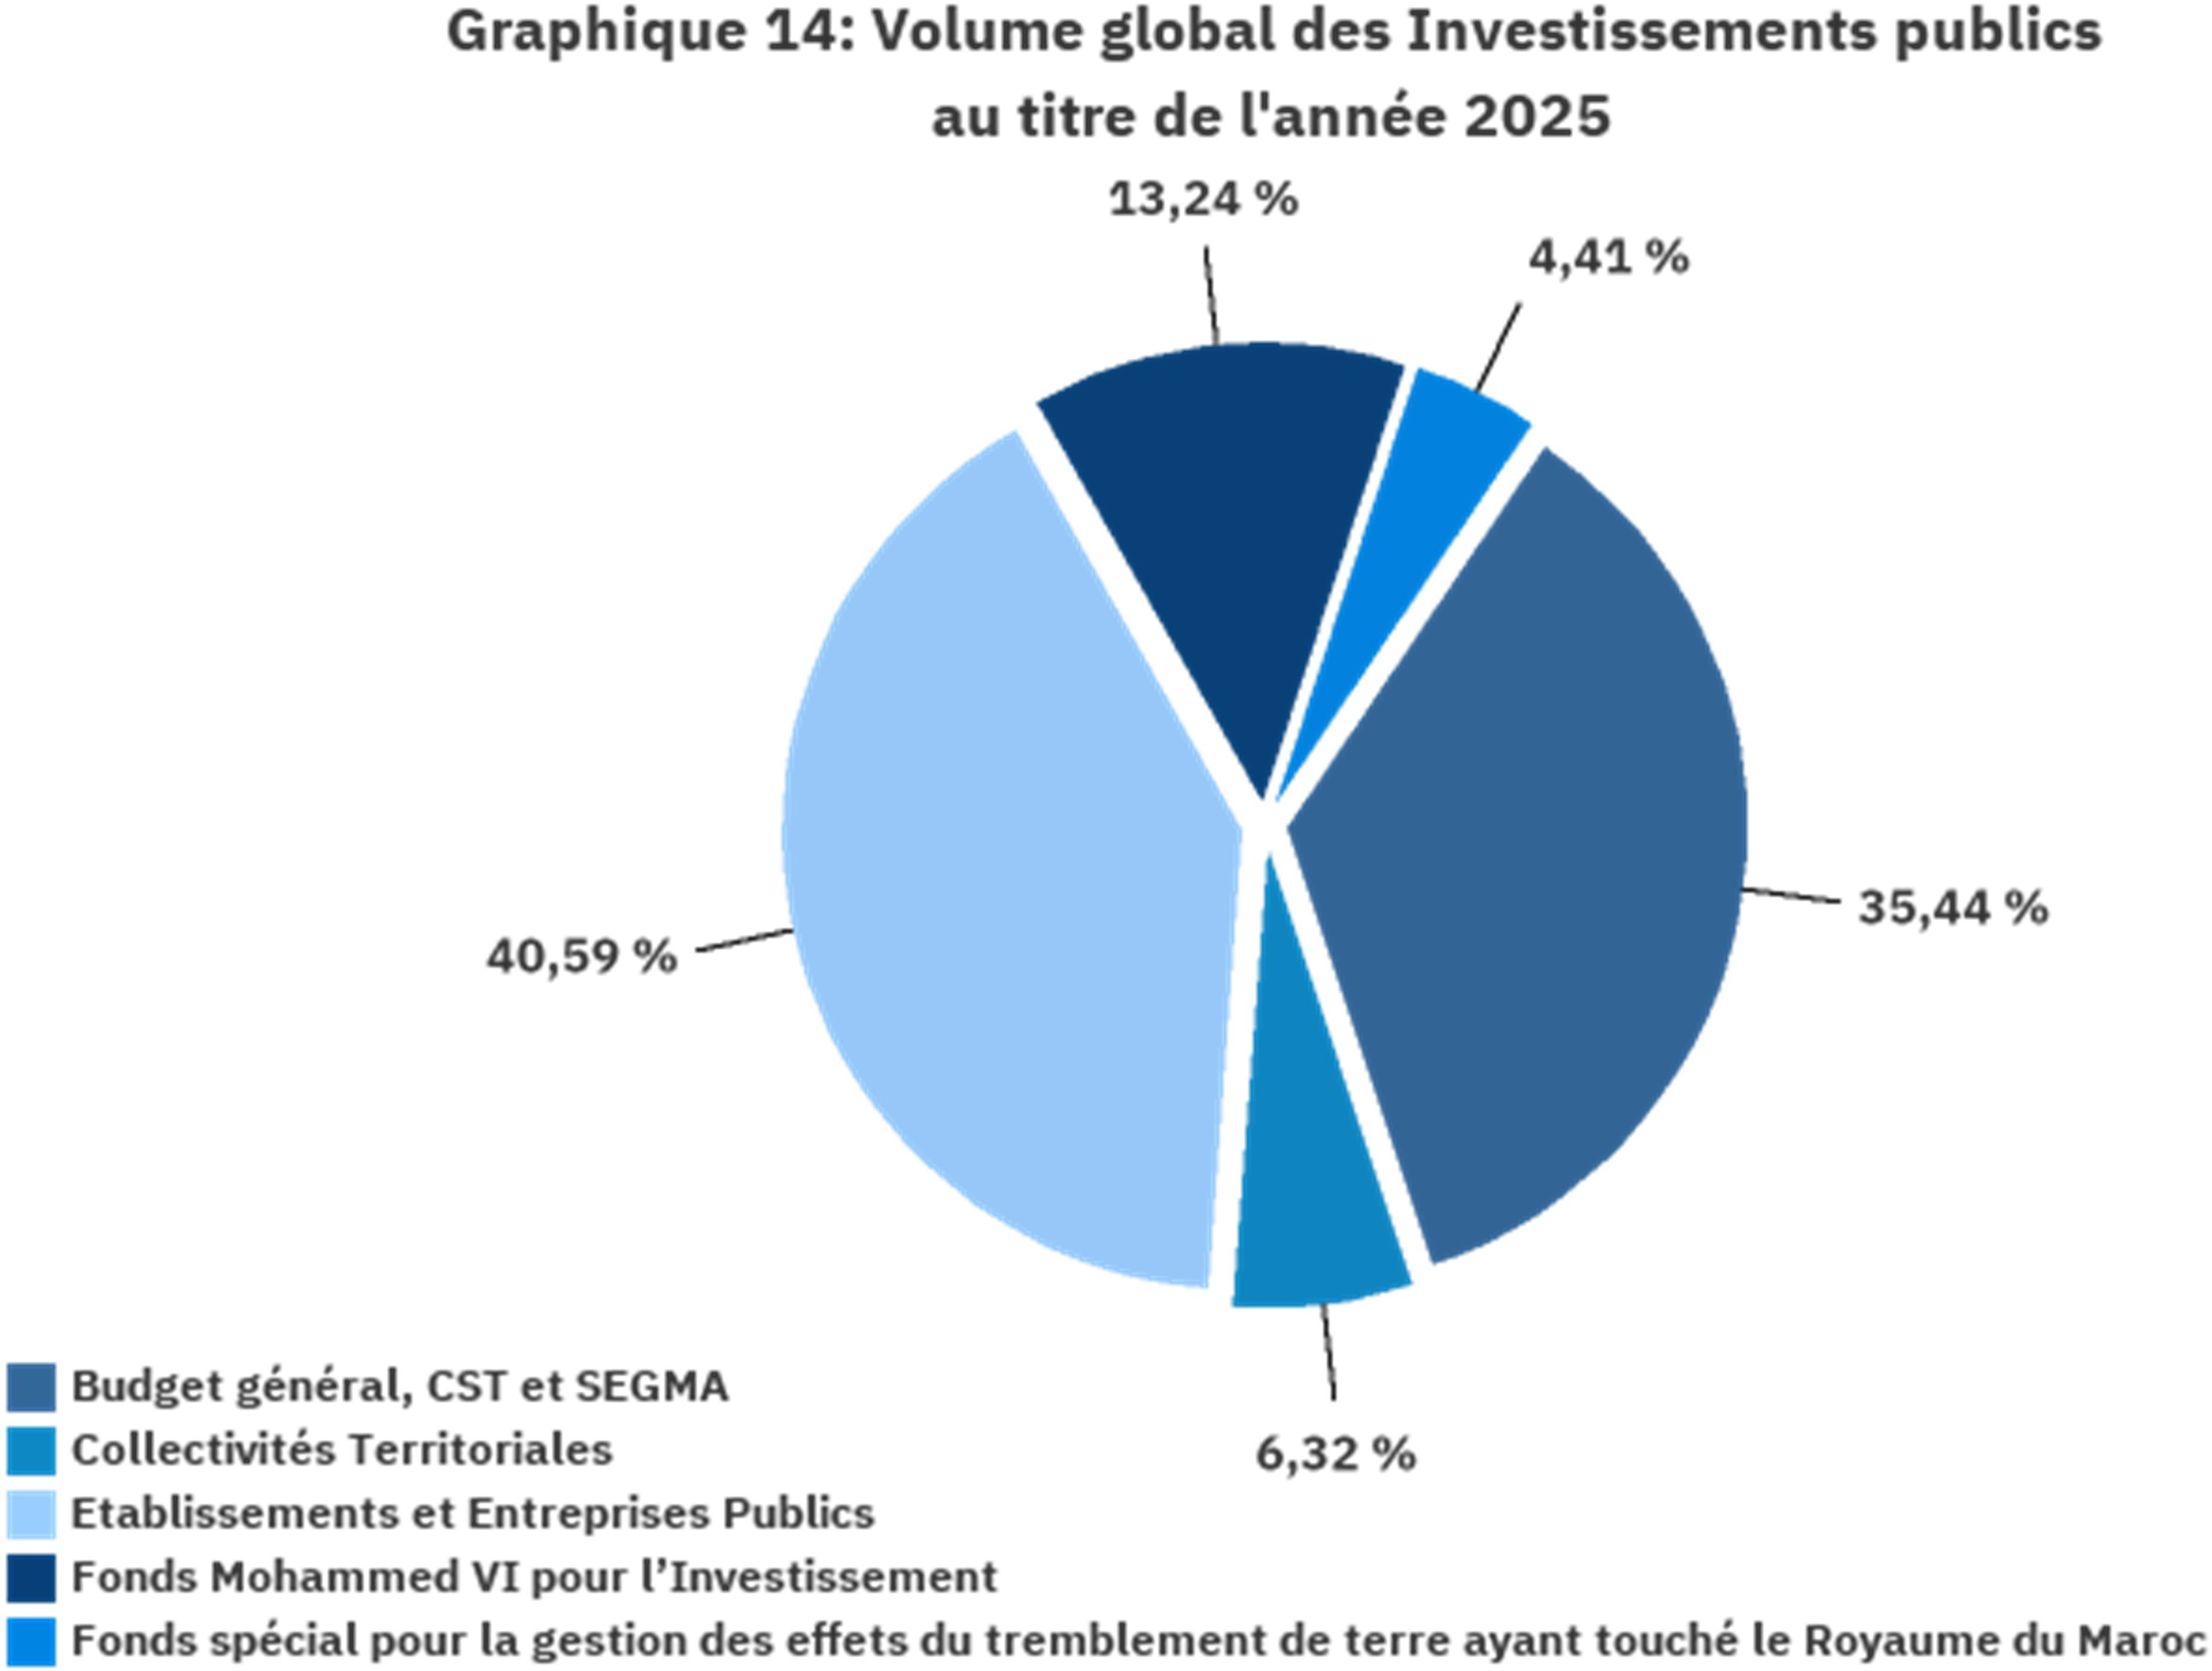 Graphique 14: Volume global des Investissements publics
au titre de l'année 2025
13,24 %
4,41 %
35,44 %
40,59 %
6,32 %
Budget général, CST et SEGMA
Collectivités Territoriales
Etablissements et Entreprises Publics
Fonds Mohammed VI pour l’Investissement
Fonds spécial pour la gestion des effets du tremblement de terre ayant touché le Royaume du Maroc